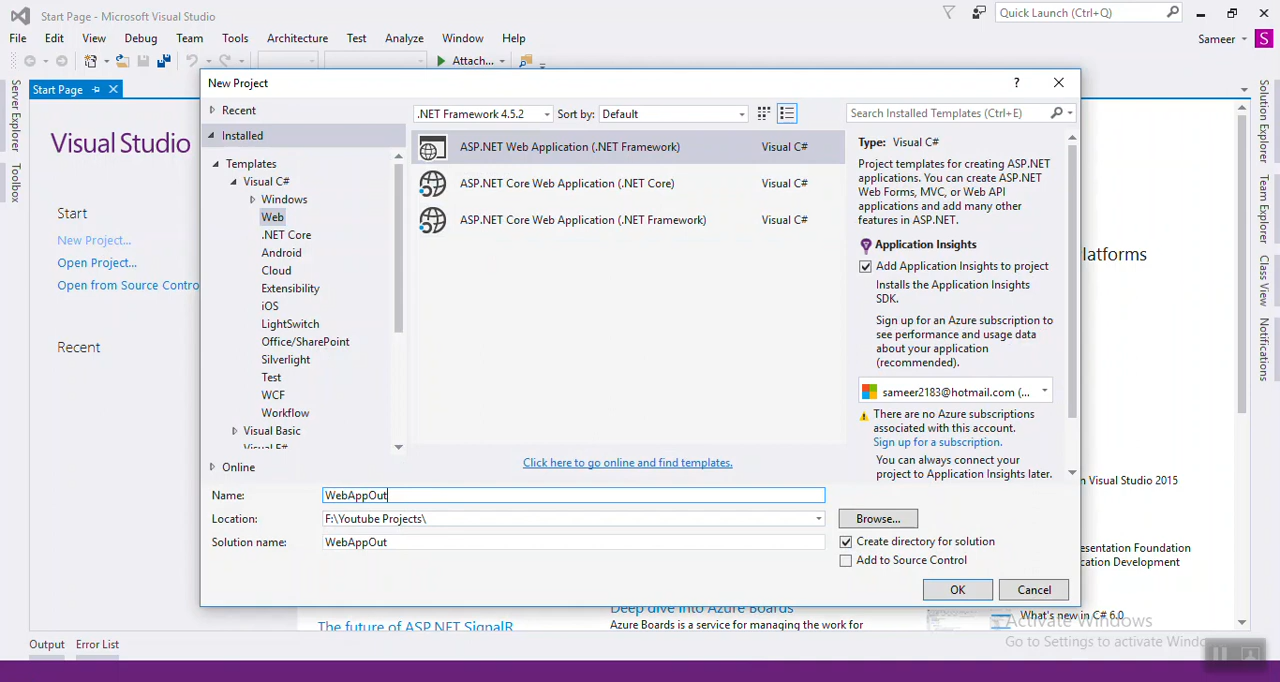 Start Page - Microsoft Visual Studio
Quick Launch (Ctrl+Q)
File Edit View Debug Team Tools Architecture Test Analyze Window Help
Sameer S
Attach...
Start Page
Server Explorer
Toolbox
Visual Studio
Start
New Project...
Open Project...
Open from Source Contro
Recent
New Project
?
Recent
Installed
Templates
Visual C#
Windows
Web
.NET Core
Android
Cloud
Extensibility
iOS
LightSwitch
Office/SharePoint
Silverlight
Test
WCF
Workflow
Visual Basic
Visual F#
Online
.NET Framework 4.5.2 Sort by: Default
ASP.NET Web Application (.NET Framework) Visual C#
ASP.NET Core Web Application (.NET Core) Visual C#
ASP.NET Core Web Application (.NET Framework) Visual C#
Click here to go online and find templates.
Search Installed Templates (Ctrl+E)
Type: Visual C#
Project templates for creating ASP.NET
applications. You can create ASP.NET
Web Forms, MVC, or Web API
applications and add many other
features in ASP.NET.
Application Insights
Add Application Insights to project
Installs the Application Insights
SDK.
Sign up for an Azure subscription to
see performance and usage data
about your application
(recommended).
sameer2183@hotmail.com (...
There are no Azure subscriptions
associated with this account.
Sign up for a subscription.
You can always connect your
project to Application Insights later.
Name: WebAppOut
Location: F:\Youtube Projects\
Solution name: WebAppOut
Browse...
Create directory for solution
Add to Source Control
OK Cancel
latforms
n Visual Studio 2015
esentation Foundation
cation Development
What's new in C# 6.0
Deep dive into Azure Boards
Azure Boards is a service for managing the work for
The future of ASP.NET SignalR
Solution Explorer
Team Explorer
Class View
Notifications
Activate Windows
Go to Settings to activate Windo
Output Error List